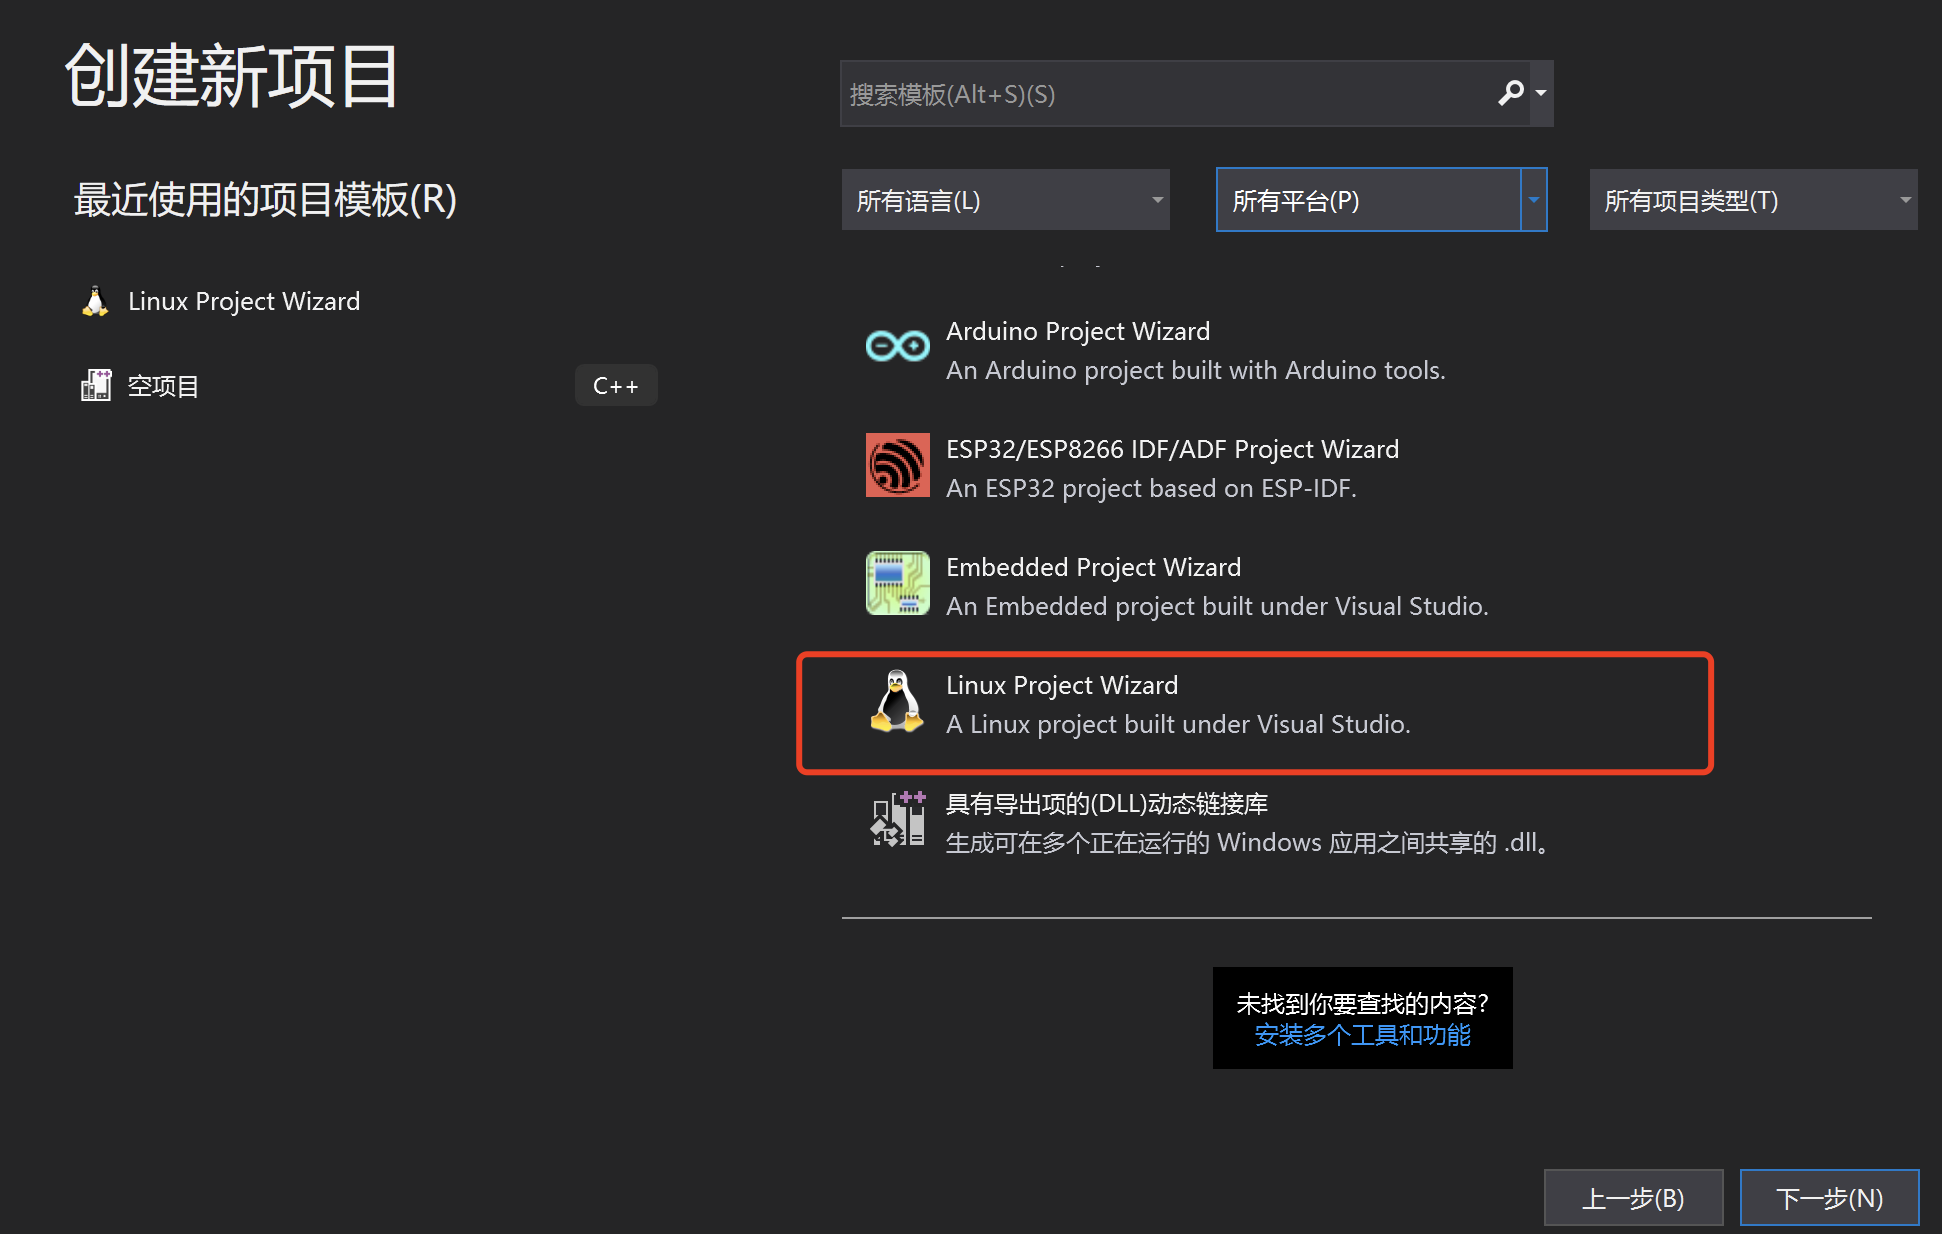 创建新项目
搜索模板(Alt+S)(S)
最近使用的项目模板(R)
所有语言(L)
所有平台(P)
所有项目类型(T)
Linux Project Wizard
空项目
C++
Arduino Project Wizard
An Arduino project built with Arduino tools.
ESP32/ESP8266 IDF/ADF Project Wizard
An ESP32 project based on ESP-IDF.
Embedded Project Wizard
An Embedded project built under Visual Studio.
Linux Project Wizard
A Linux project built under Visual Studio.
具有导出项的(DLL)动态链接库
生成可在多个正在运行的 Windows 应用之间共享的 .dll。
未找到你要查找的内容?
安装多个工具和功能
上一步(B)
下一步(N)